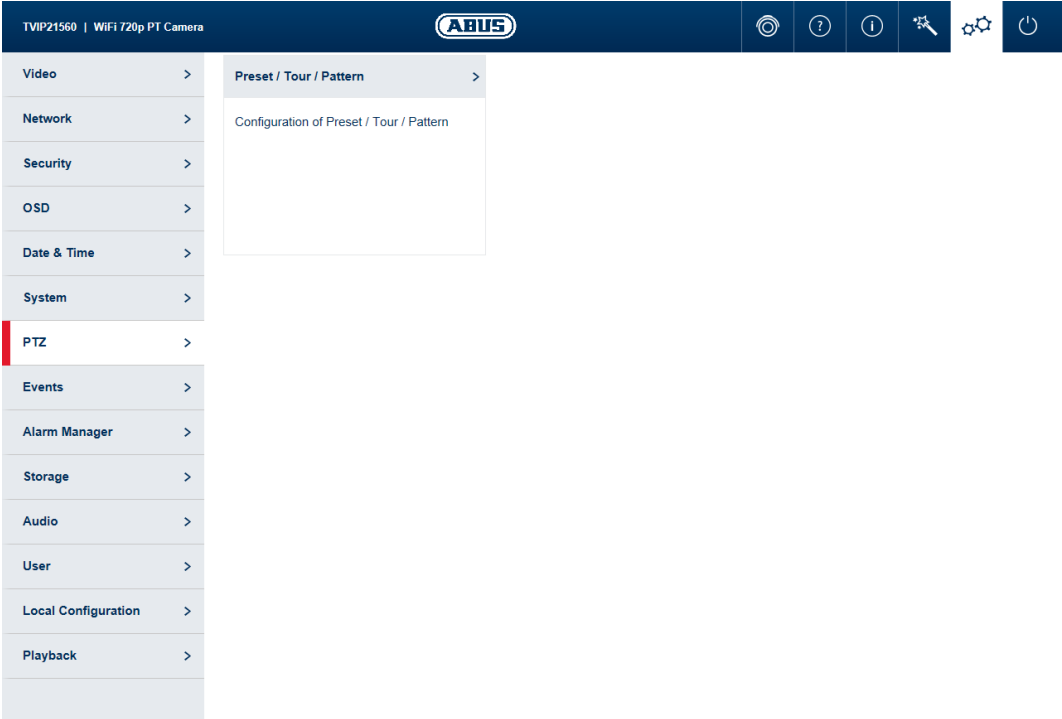 TVIP21560 | WiFi 720p PT Camera
ABUS
?
i
Video >
Network >
Security >
OSD >
Date & Time >
System >
PTZ >
Events >
Alarm Manager >
Storage >
Audio >
User >
Local Configuration >
Playback >
Preset / Tour / Pattern >
Configuration of Preset / Tour / Pattern